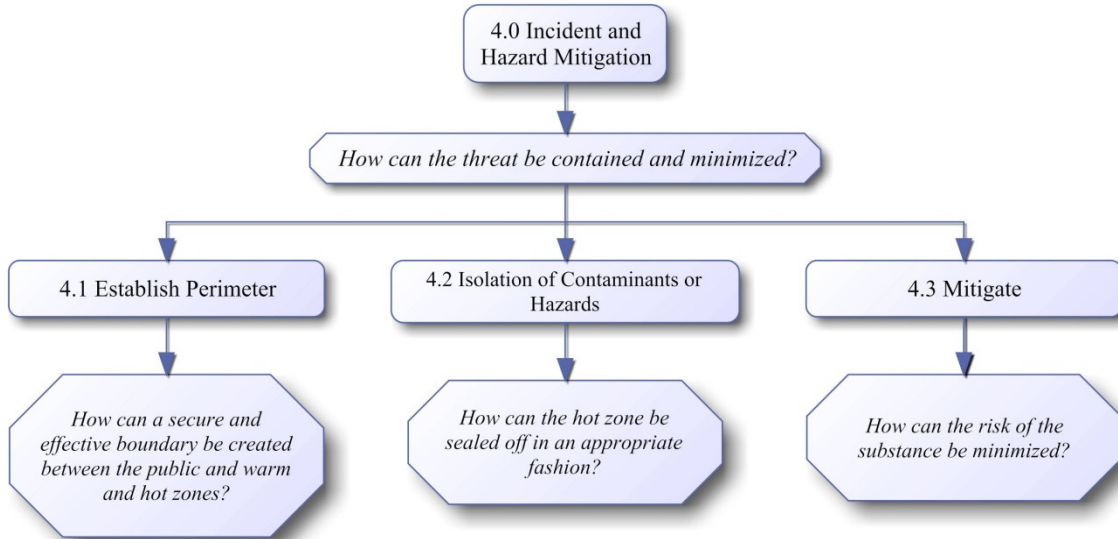 4.0 Incident and
Hazard Mitigation
How can the threat be contained and minimized?
4.1 Establish Perimeter
4.2 Isolation of Contaminants or
Hazards
4.3 Mitigate
How can a secure and
effective boundary be created
between the public and warm
and hot zones?
How can the hot zone be
sealed off in an appropriate
fashion?
How can the risk of the
substance be minimized?